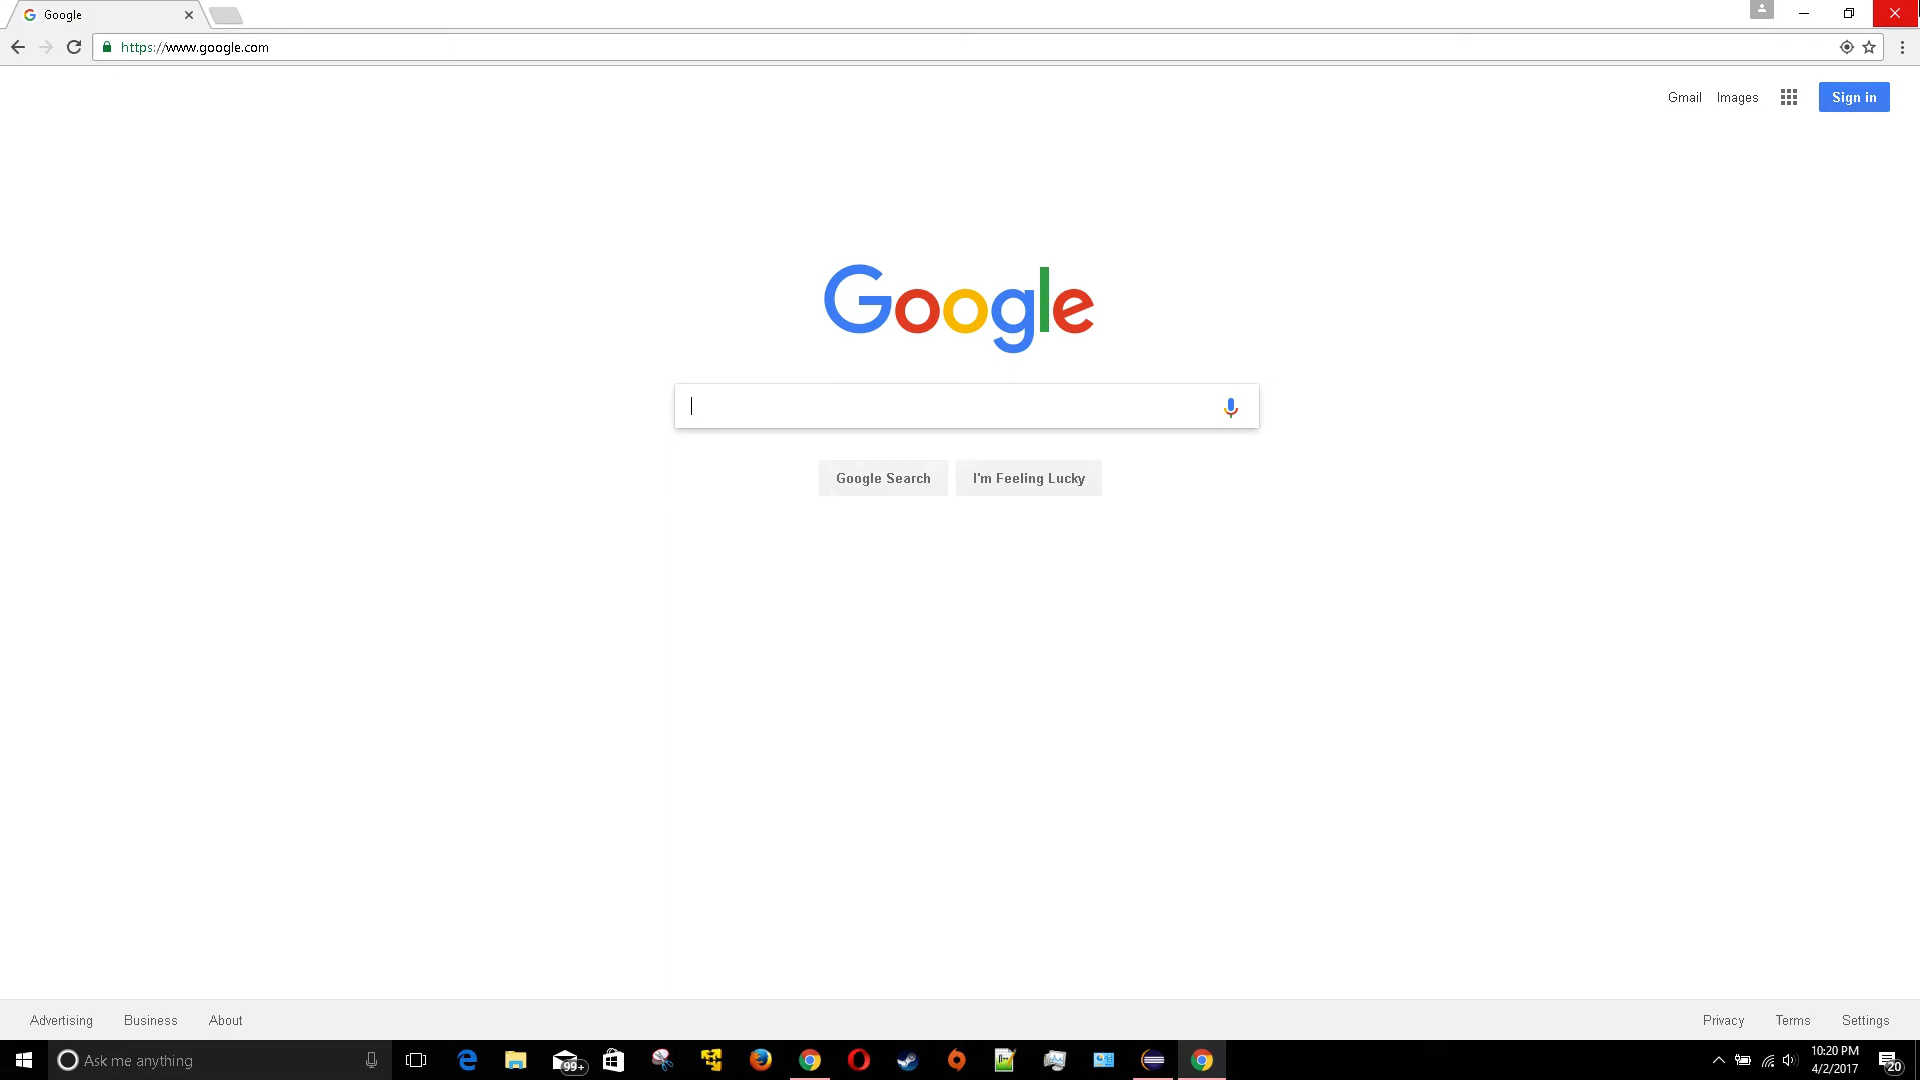 Google
https://www.google.com
Gmail Images Sign in
Google
Google Search I'm Feeling Lucky
Advertising Business About Privacy Terms Settings
Ask me anything 99+ 10:20 PM
4/2/2017 20